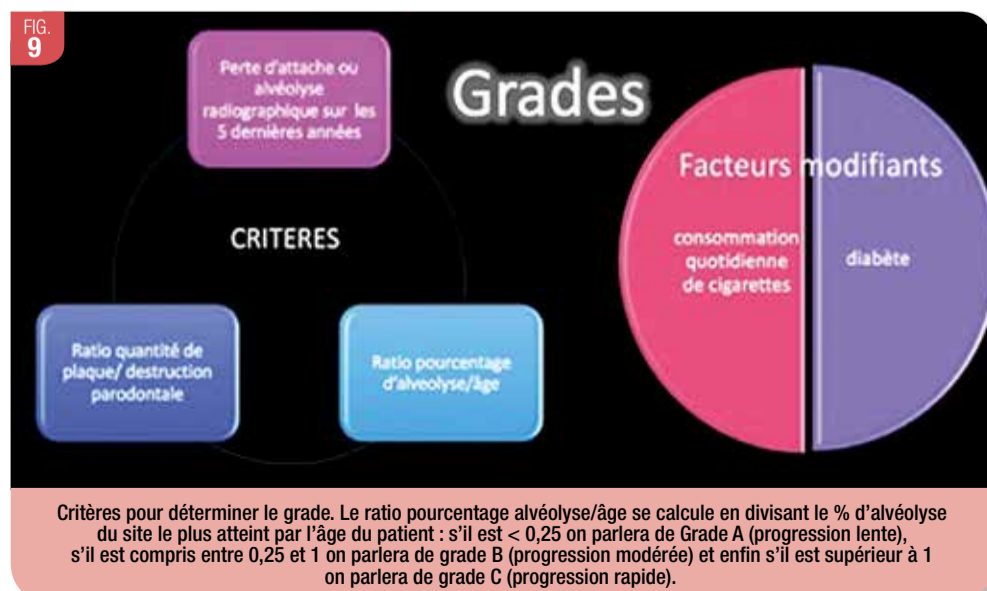 FIG.
9
Perte d'attache ou
alvéolyse
radiographique sur les
5 dernières années
Grades
CRITERES
Ratio quantité de
plaque/ destruction
parodontale
Ratio pourcentage
d'alveolyse/âge
Facteurs modifiants
consommation
quotidienne
de cigarettes
diabète
Critères pour déterminer le grade. Le ratio pourcentage alvéolyse/âge se calcule en divisant le % d'alvéolyse
du site le plus atteint par l'âge du patient : s'il est < 0,25 on parlera de Grade A (progression lente),
s'il est compris entre 0,25 et 1 on parlera de grade B (progression modérée) et enfin s'il est supérieur à 1
on parlera de grade C (progression rapide).